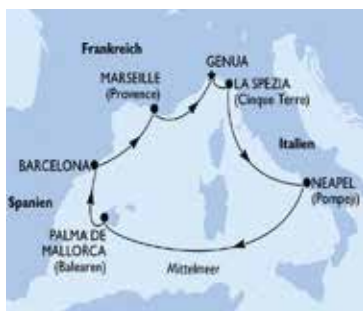 Frankreich
GENUA
MARSEILLE
(Provence)
LA SPEZIA
(Cinque Terre)
Italien
BARCELONA
NEAPEL
(Pompeji)
Spanien
PALMA DE
MALLORCA
(Balearen)
Mittelmeer